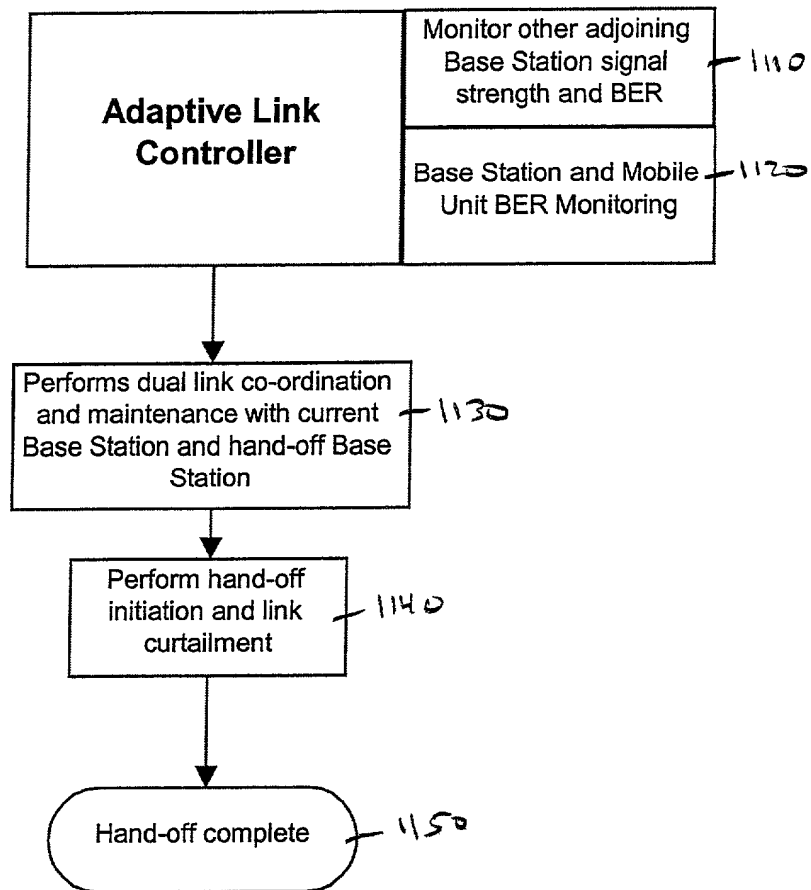 Adaptive Link
Controller
Monitor other adjoining
Base Station signal
strength and BER
1110
Base Station and Mobile
Unit BER Monitoring
1120
Performs dual link co-ordination
and maintenance with current
Base Station and hand-off Base
Station
1130
Perform hand-off
initiation and link
curtailment
1140
Hand-off complete
1150